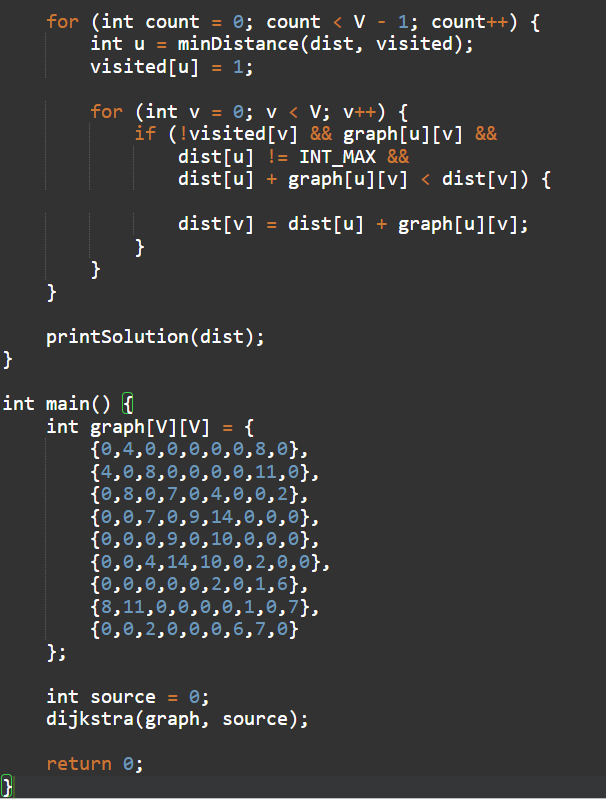 for (int count = 0; count < V - 1; count++) {
int u = minDistance(dist, visited);
visited[u] = 1;
for (int v = 0; v < V; v++) {
if (!visited[v] && graph[u][v] &&
dist[u] != INT_MAX &&
dist[u] + graph[u][v] < dist[v]) {
dist[v] = dist[u] + graph[u][v];
}
}
}
printSolution(dist);
}
int main() {
int graph[V][V] = {
{0,4,0,0,0,0,0,8,0},
{4,0,8,0,0,0,0,11,0},
{0,8,0,7,0,4,0,0,2},
{0,0,7,0,9,14,0,0,0},
{0,0,0,9,0,10,0,0,0},
{0,0,4,14,10,0,2,0,0},
{0,0,0,0,0,2,0,1,6},
{8,11,0,0,0,0,1,0,7},
{0,0,2,0,0,0,6,7,0}
};
int source = 0;
dijkstra(graph, source);
return 0;
}